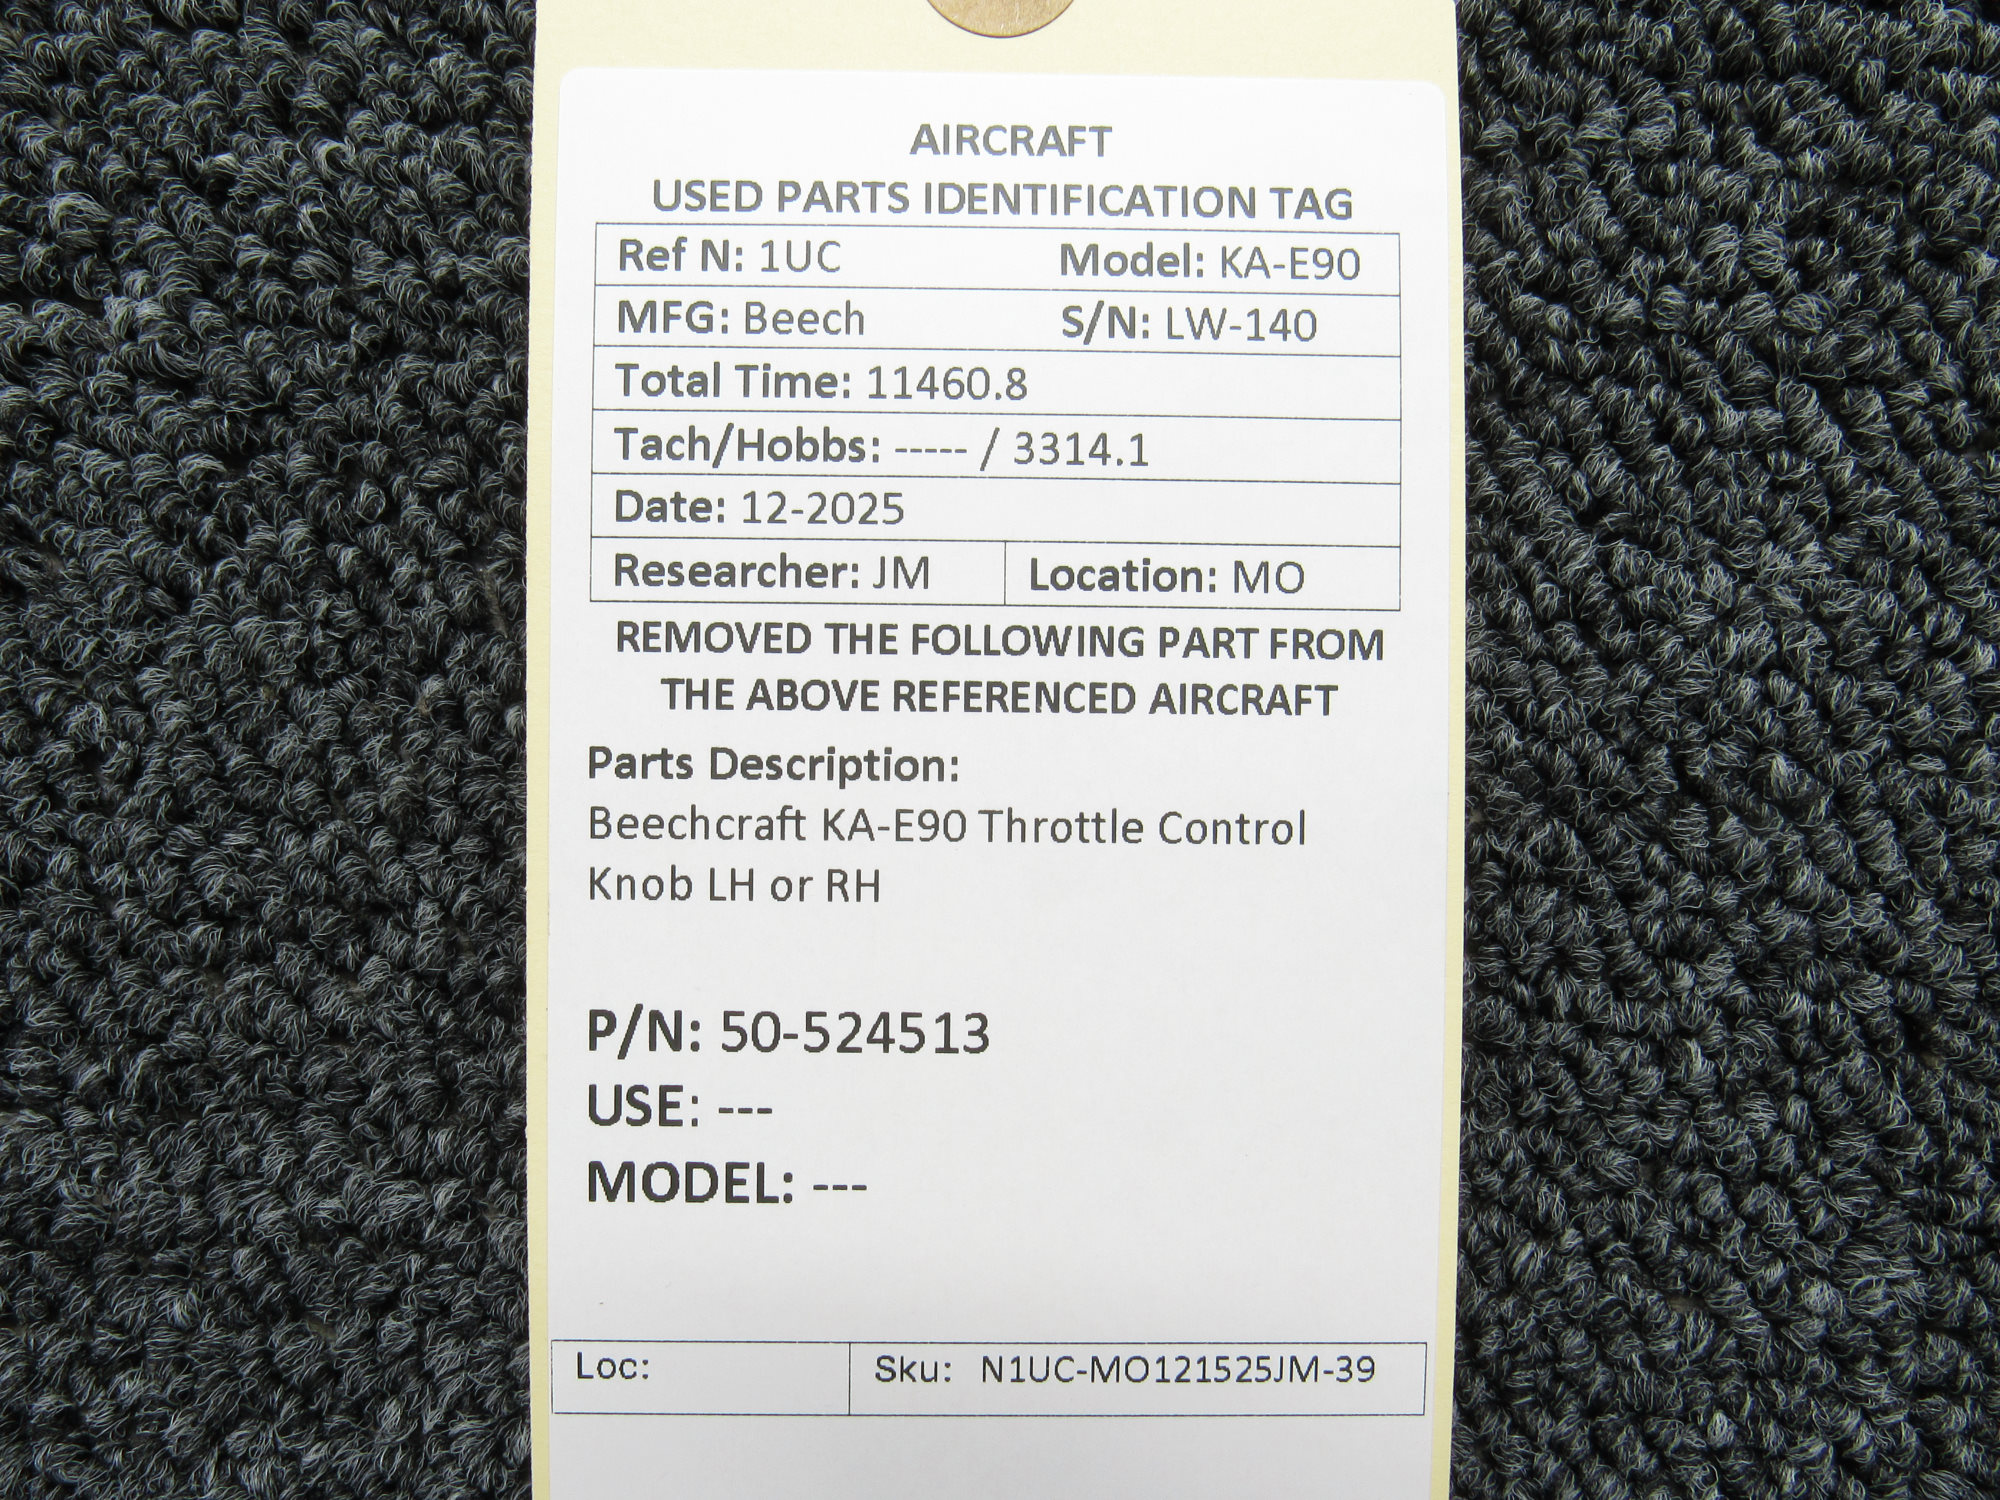 AIRCRAFT
USED PARTS IDENTIFICATION TAG
Ref N: 1UC Model: KA-E90
MFG: Beech S/N: LW-140
Total Time: 11460.8
Tach/Hobbs: ----- / 3314.1
Date: 12-2025
Researcher: JM Location: MO
REMOVED THE FOLLOWING PART FROM
THE ABOVE REFERENCED AIRCRAFT
Parts Description:
Beechcraft KA-E90 Throttle Control
Knob LH or RH
P/N: 50-524513
USE: ---
MODEL: ---
Loc: Sku: N1UC-MO121525JM-39